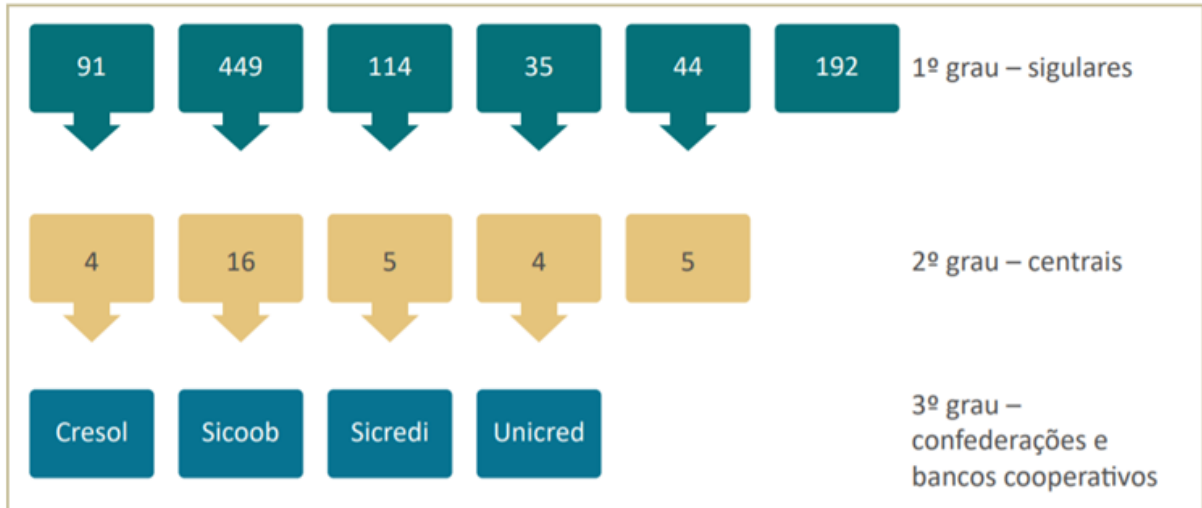 91 449 114 35 44 192 1º grau – sigulares
4 16 5 4 5 2º grau – centrais
Cresol Sicoob Sicredi Unicred 3º grau –
confederações e
bancos cooperativos